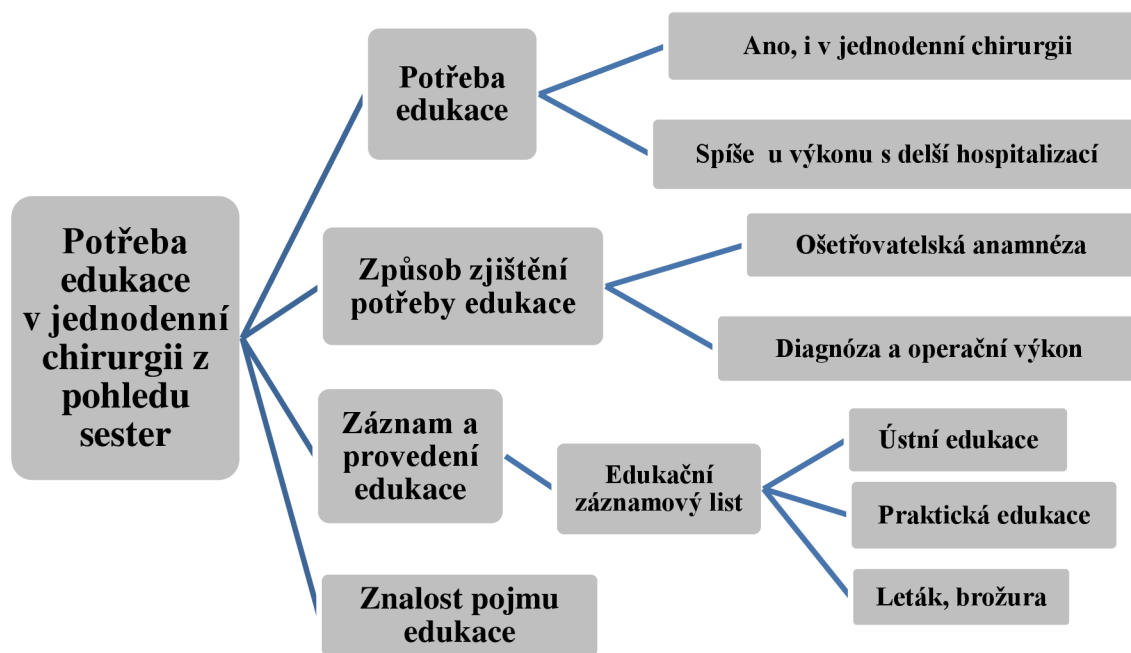 Potřeba
edukace
v jednodenní
chirurgii z
pohledu
sester
Potřeba
edukace
Ano, i v jednodenní chirurgii
Spíše u výkonu s delší hospitalizací
Způsob zjištění
potřeby edukace
Ošetřovatelská anamnéza
Diagnóza a operační výkon
Záznam a
provedení
edukace
Edukační
záznamový list
Ústní edukace
Praktická edukace
Leták, brožura
Znalost pojmu
edukace